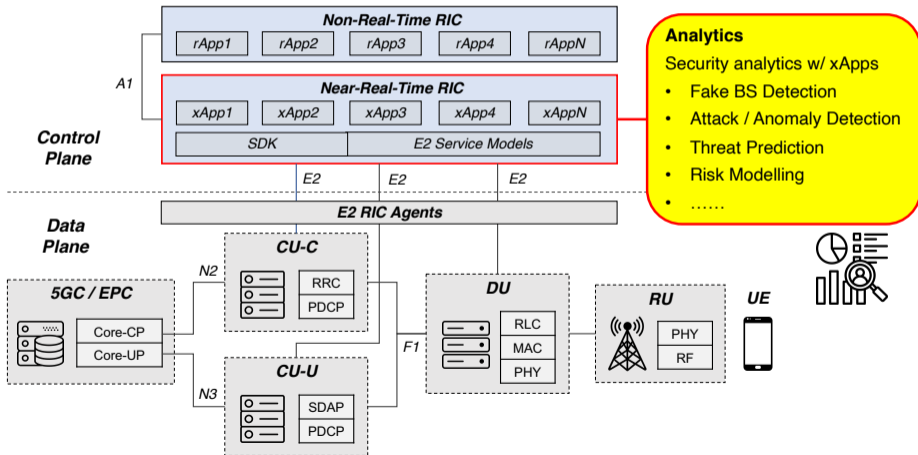 Non-Real-Time RIC
rApp1 rApp2 rApp3 rApp4 rAppN
A1
Near-Real-Time RIC
xApp1 xApp2 xApp3 xApp4 xAppN
SDK E2 Service Models
Analytics
Security analytics w/ xApps
• Fake BS Detection
• Attack / Anomaly Detection
• Threat Prediction
• Risk Modelling
• ......
Control
Plane
E2 E2 E2
E2 RIC Agents
Data
Plane
CU-C
RRC
PDCP
N2
5GC / EPC
Core-CP
Core-UP
N3
CU-U
SDAP
PDCP
F1
DU
RLC
MAC
PHY
RU
PHY
RF
UE